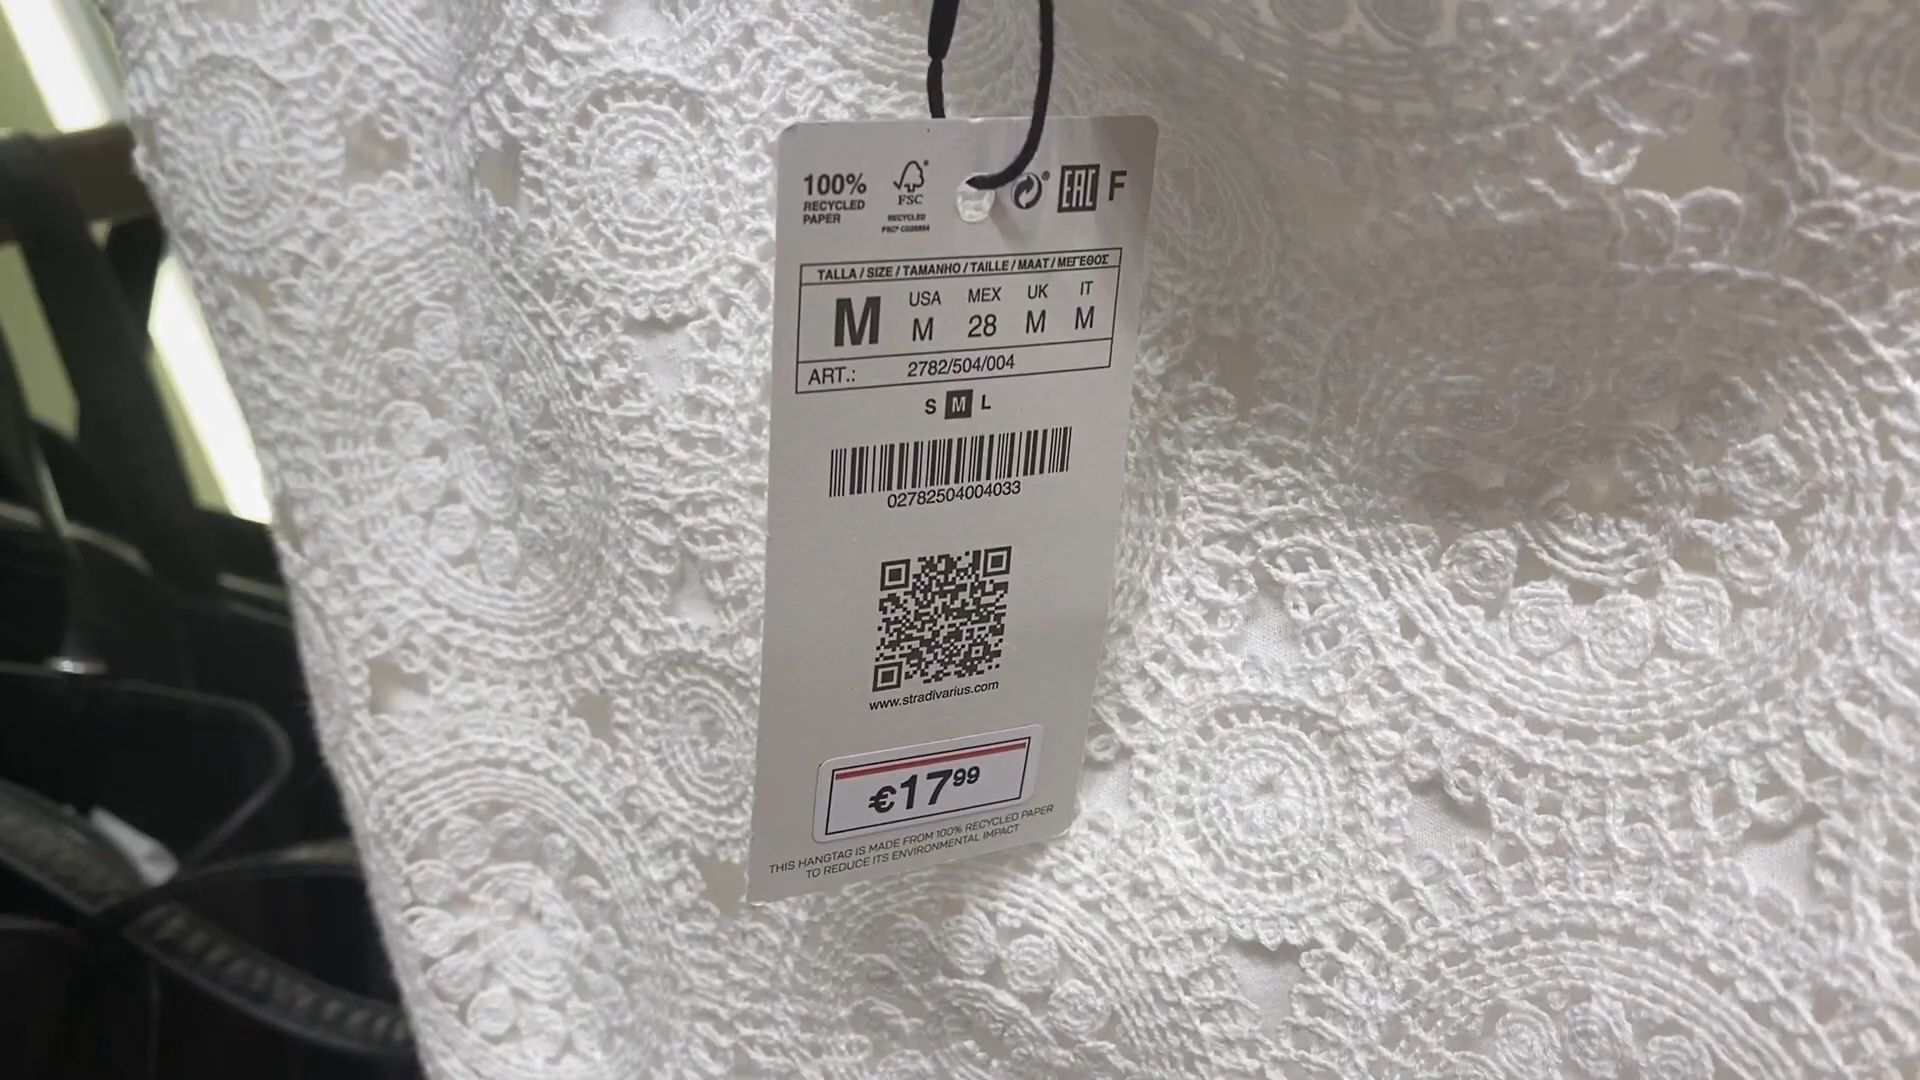 100%
RECYCLED
PAPER
FSC
RECYCLED
EAC F
TALLA / SIZE / TAMANHO / TAILLE / MAAT / ΜΕΓΕΘΟΣ
M USA MEX UK IT
M 28 M M
ART.: 2782/504/004
S M L
02782504004033
www.stradivarius.com
€17⁹⁹
THIS HANGTAG IS MADE FROM 100% RECYCLED PAPER
TO REDUCE ITS ENVIRONMENTAL IMPACT